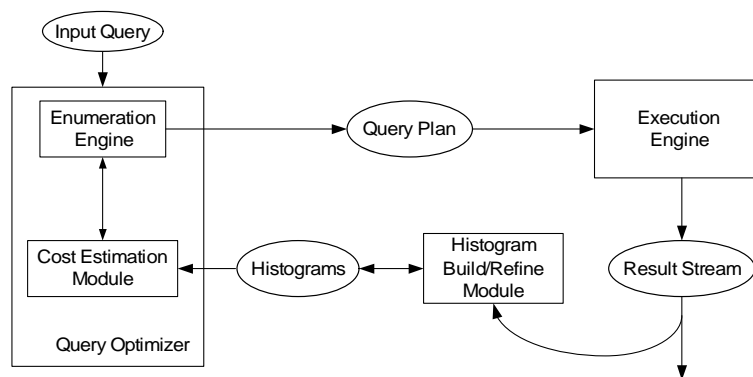 Input Query
Enumeration
Engine
Query Plan
Execution
Engine
Cost Estimation
Module
Histograms
Histogram
Build/Refine
Module
Result Stream
Query Optimizer